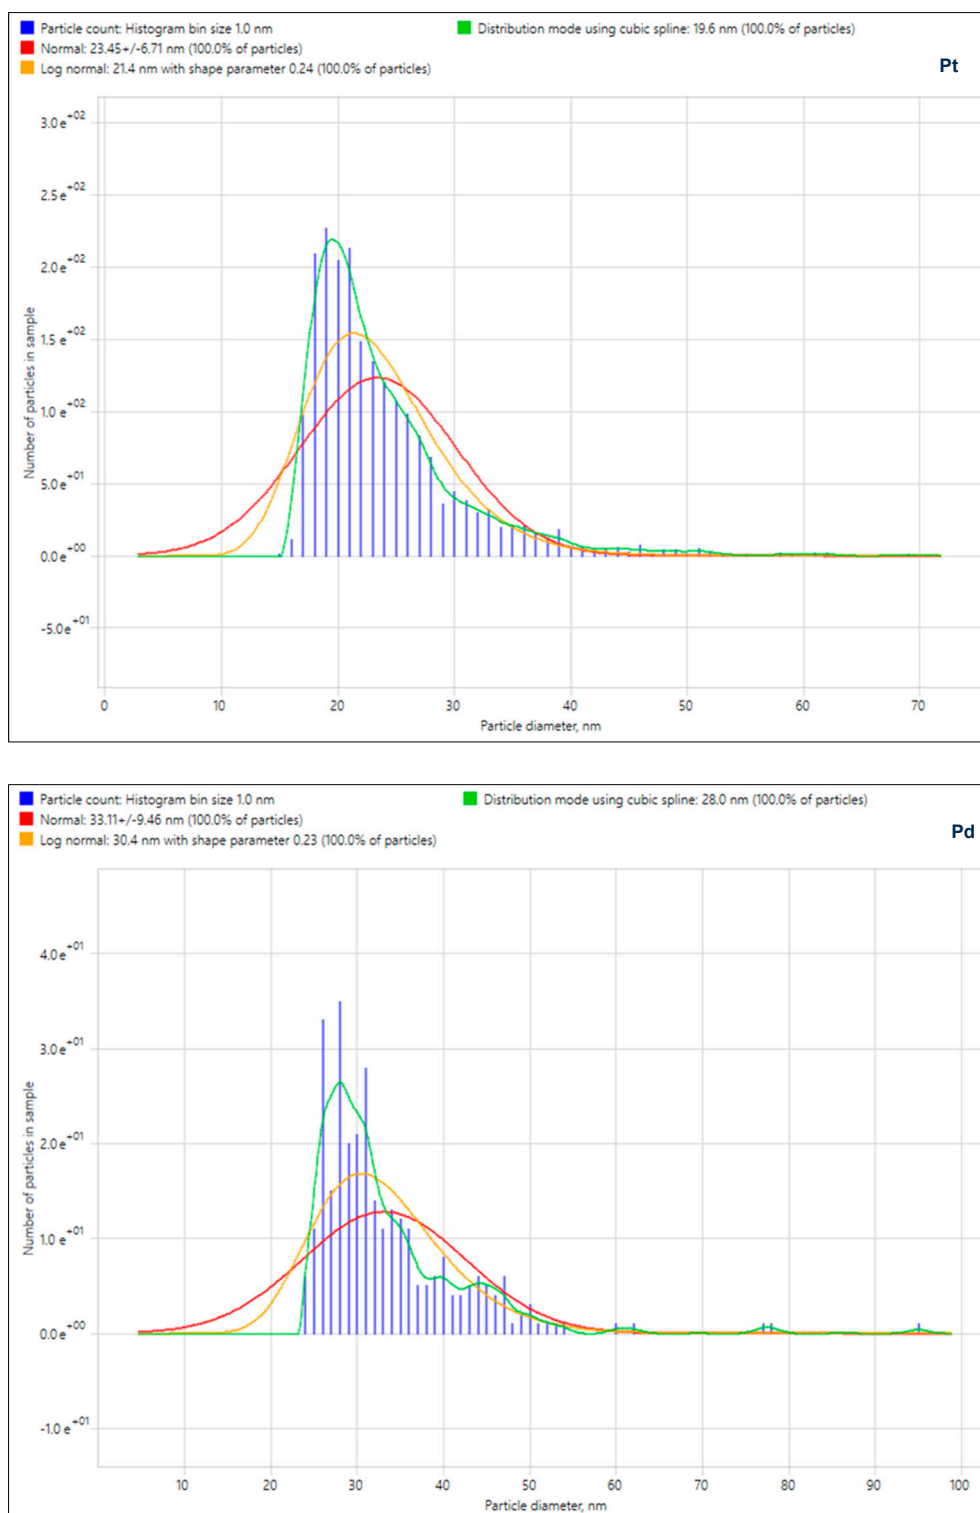 Particle count: Histogram bin size 1.0 nm
Distribution mode using cubic spline: 19.6 nm (100.0% of particles)
Normal: 23.45+/-6.71 nm (100.0% of particles)
Log normal: 21.4 nm with shape parameter 0.24 (100.0% of particles)
Pt
3.0e+02
2.5e+02
2.0e+02
1.5e+02
1.0e+02
5.0e+01
0.0e+00
-5.0e+01
Number of particles in sample
0 10 20 30 40 50 60 70
Particle diameter, nm
Particle count: Histogram bin size 1.0 nm
Distribution mode using cubic spline: 28.0 nm (100.0% of particles)
Normal: 33.11+/-9.46 nm (100.0% of particles)
Log normal: 30.4 nm with shape parameter 0.23 (100.0% of particles)
Pd
4.0e+01
3.0e+01
2.0e+01
1.0e+01
0.0e+00
-1.0e+01
Number of particles in sample
10 20 30 40 50 60 70 80 90 100
Particle diameter, nm